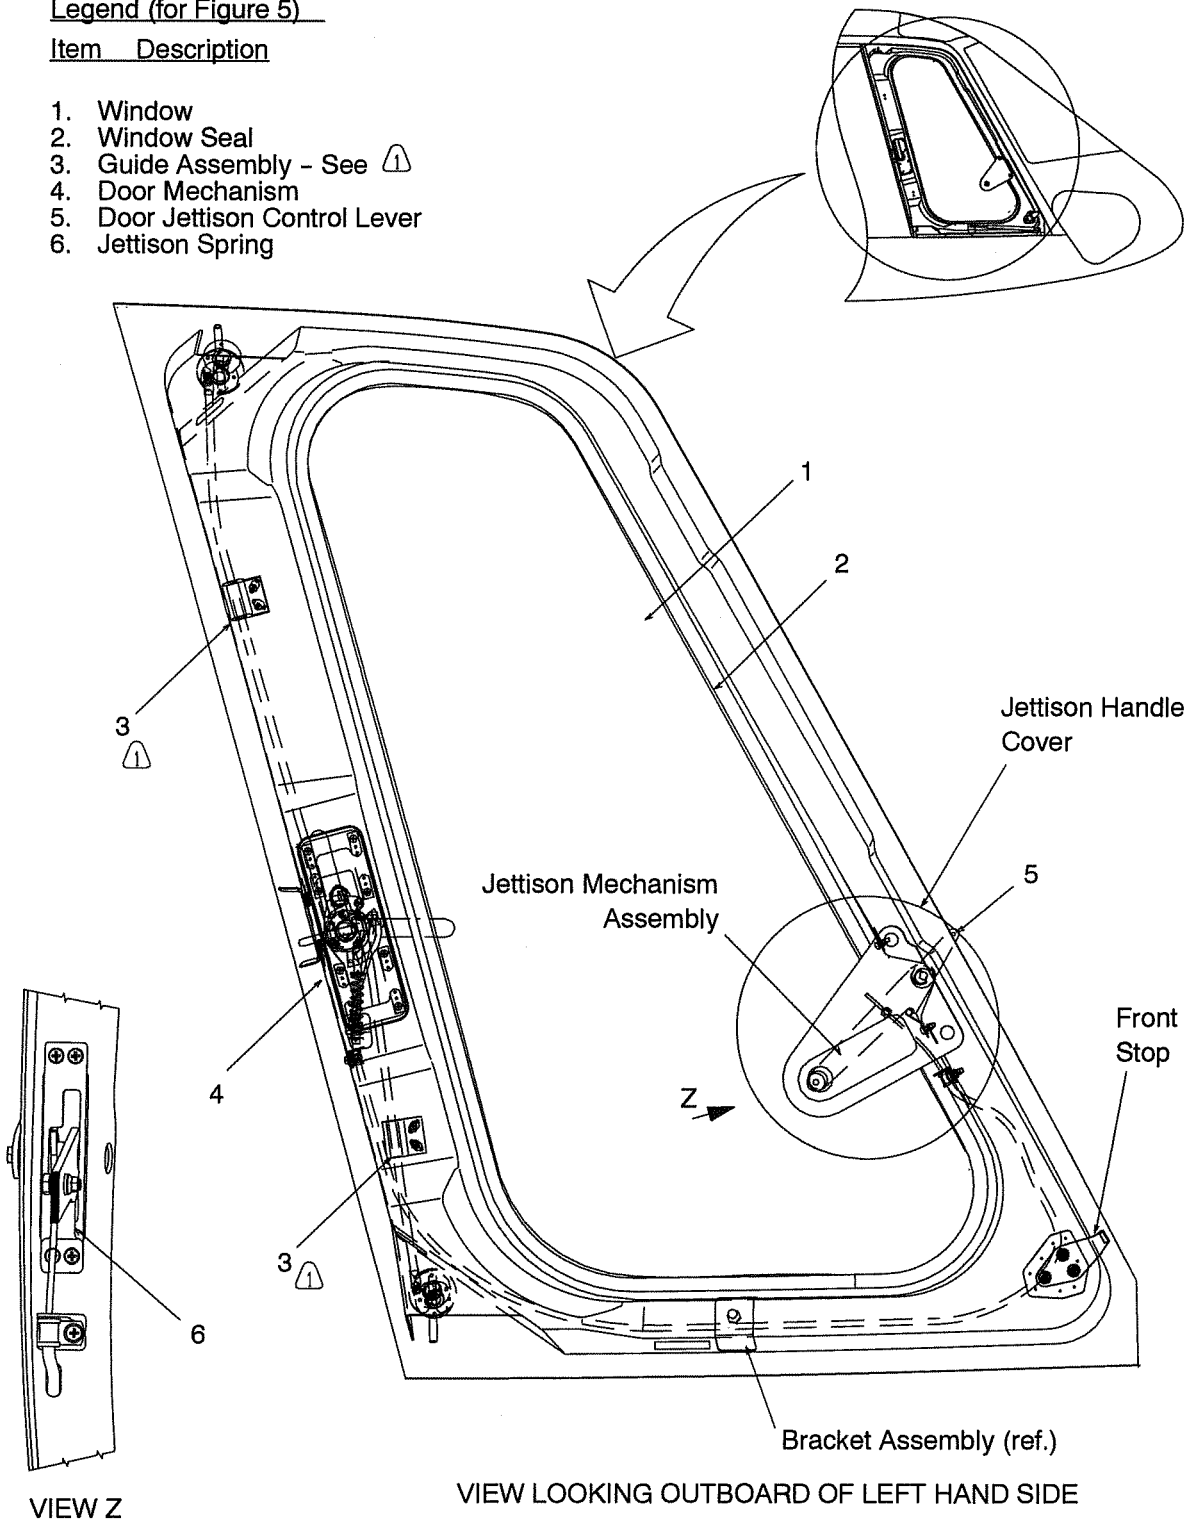 Legend (for Figure 5)
Item Description
1. Window
2. Window Seal
3. Guide Assembly – See 1
4. Door Mechanism
5. Door Jettison Control Lever
6. Jettison Spring
1
2
3
1
Jettison Handle
Cover
5
Jettison Mechanism
Assembly
Front
Stop
4
Z
3
1
6
Bracket Assembly (ref.)
VIEW Z
VIEW LOOKING OUTBOARD OF LEFT HAND SIDE